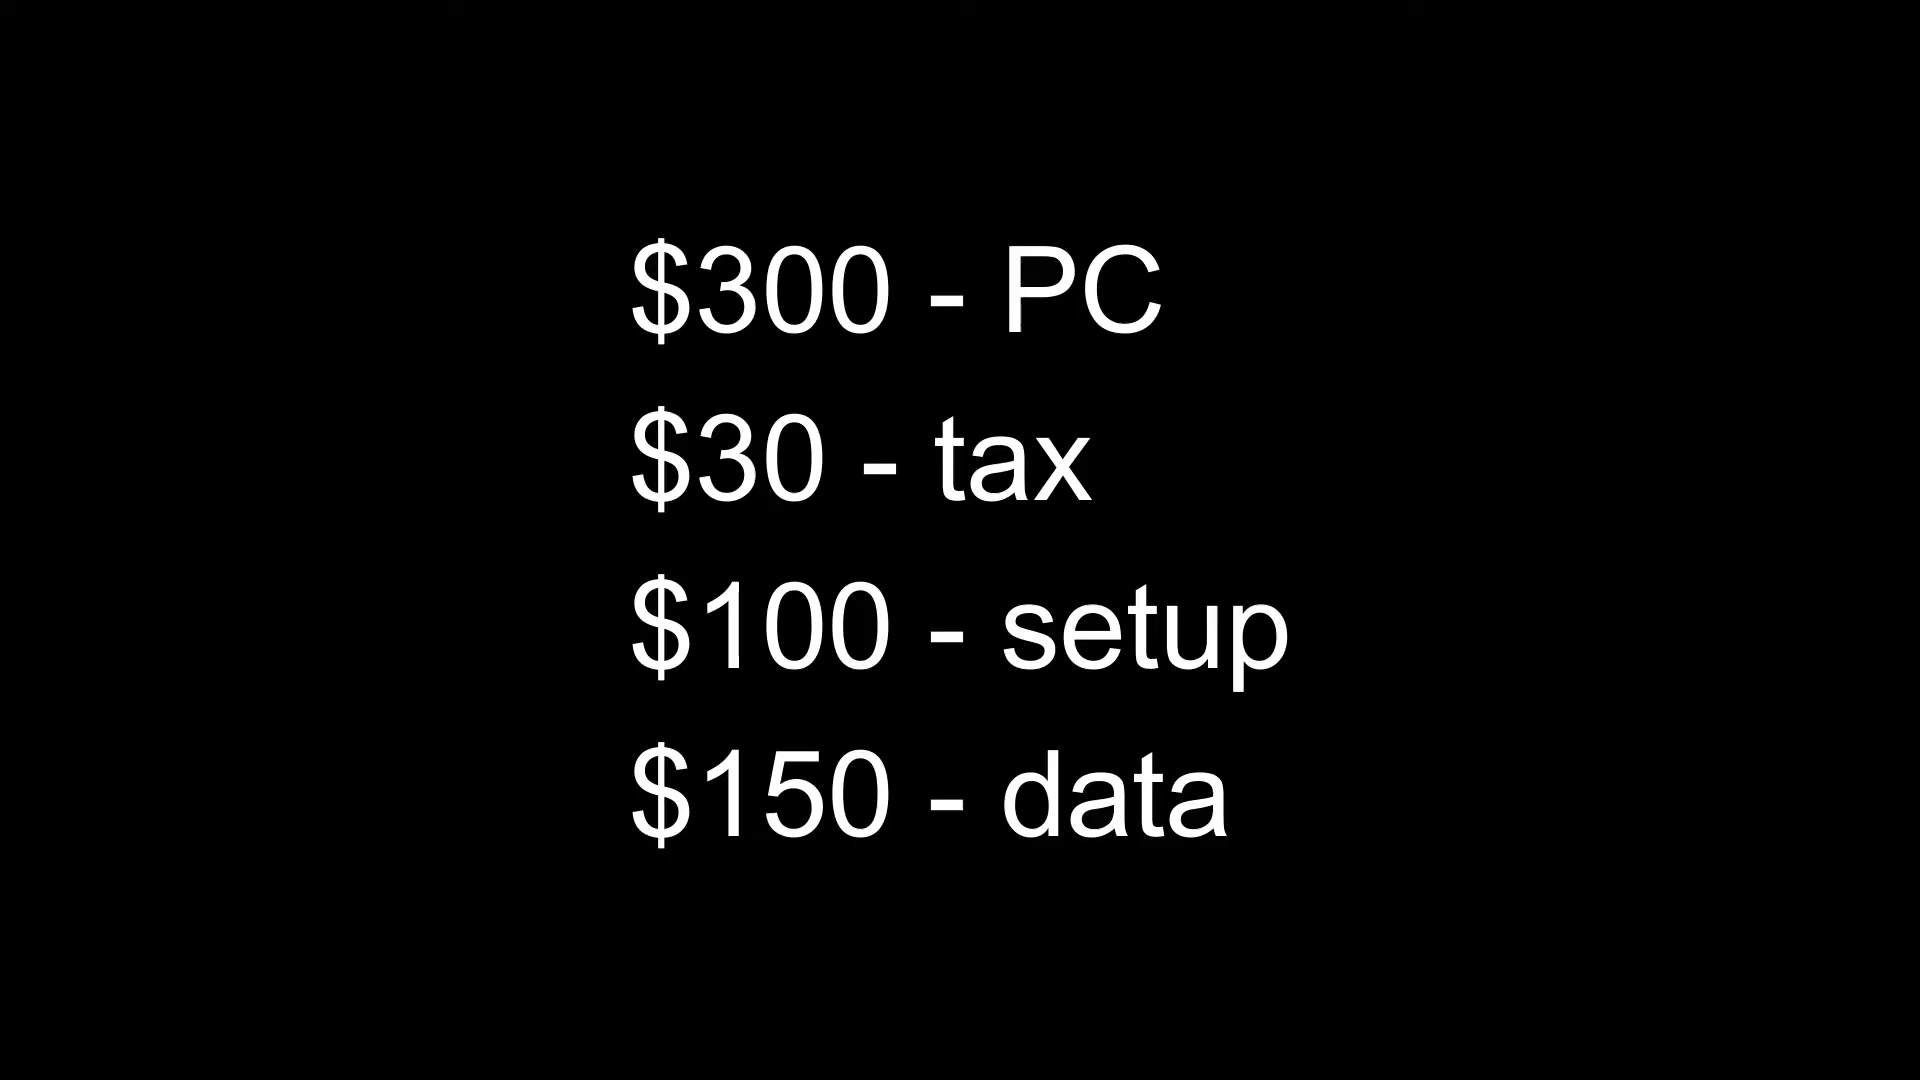 $300 - PC
$30 - tax
$100 - setup
$150 - data